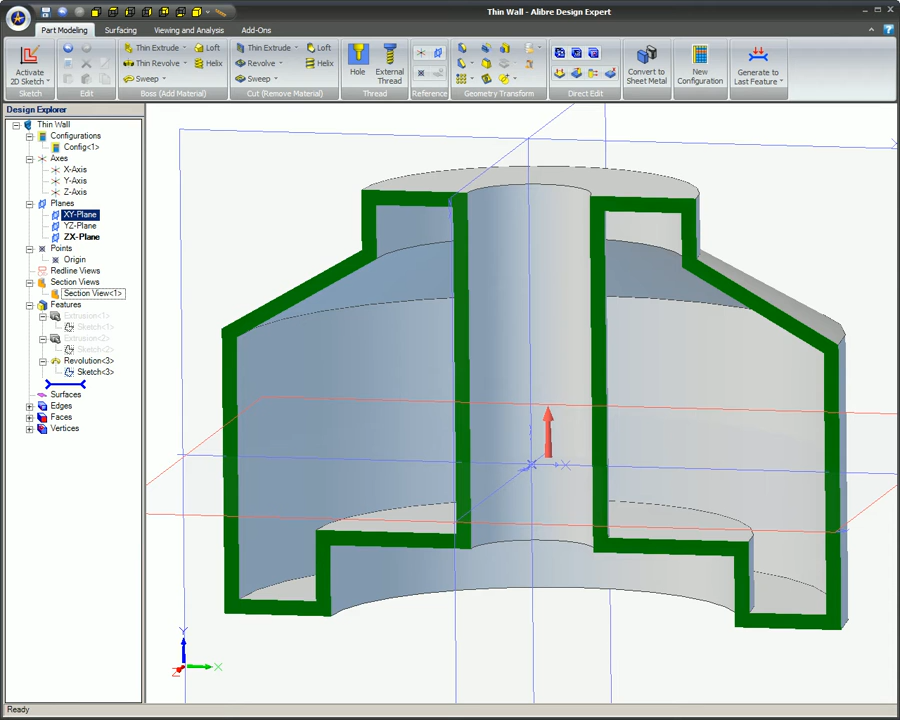 Thin Wall - Alibre Design Expert
Part Modeling Surfacing Viewing and Analysis Add-Ons
Activate 2D Sketch
Sketch
Edit
Thin Extrude Loft
Thin Revolve Helix
Sweep
Boss (Add Material)
Thin Extrude Loft
Revolve Helix
Sweep
Cut (Remove Material)
Hole
External Thread
Thread
Reference
Geometry Transform
Direct Edit
Convert to Sheet Metal
New Configuration
Generate to Last Feature
Design Explorer
Thin Wall
Configurations
Config<1>
Axes
X-Axis
Y-Axis
Z-Axis
Planes
XY-Plane
YZ-Plane
ZX-Plane
Points
Origin
Redline Views
Section Views
Section View<1>
Features
Extrusion<1>
Sketch<1>
Extrusion<2>
Sketch<2>
Revolution<3>
Sketch<3>
Surfaces
Edges
Faces
Vertices
X
Y
X
Z
Ready